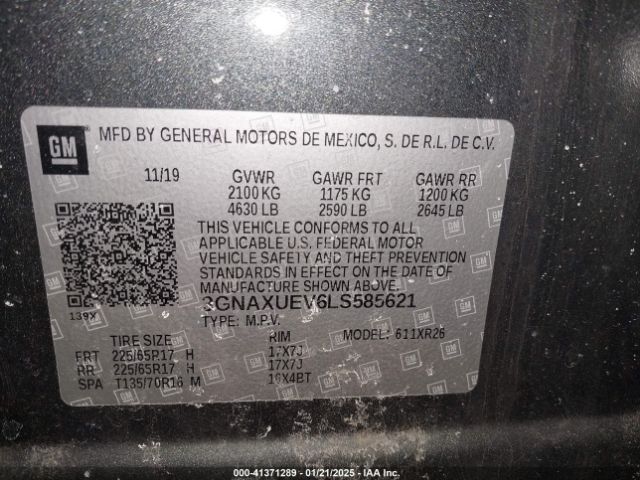 GM
MFD BY GENERAL MOTORS DE MEXICO, S. DE R.L. DE C.V.
11/19 GVWR GAWR FRT GAWR RR
2100 KG 1175 KG 1200 KG
4630 LB 2590 LB 2645 LB
THIS VEHICLE CONFORMS TO ALL
APPLICABLE U.S. FEDERAL MOTOR
VEHICLE SAFETY AND THEFT PREVENTION
STANDARDS IN EFFECT ON THE DATE OF
MANUFACTURE SHOWN ABOVE.
3GNAXUEV6LS585621
139X
TYPE: M.P.V. MODEL: 611XR26
TIRE SIZE RIM
FRT 225/65R17 H 17X7J
RR 225/65R17 H 17X7J
SPA T135/70R16 M 16X4BT
000-41371289 - 01/21/2025 - IAA Inc.